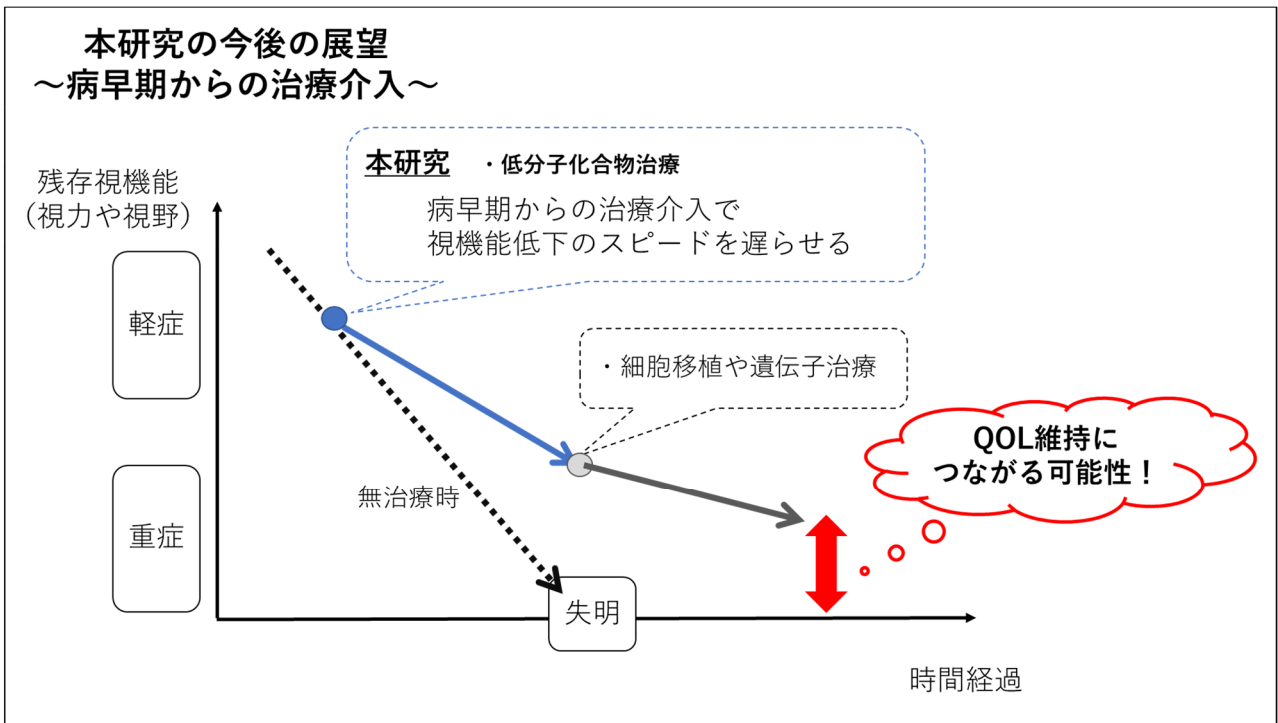 本研究の今後の展望
～病早期からの治療介入～
本研究 ・低分子化合物治療
病早期からの治療介入で
視機能低下のスピードを遅らせる
残存視機能
（視力や視野）
軽症
・細胞移植や遺伝子治療
QOL維持に
つながる可能性！
無治療時
重症
失明
時間経過